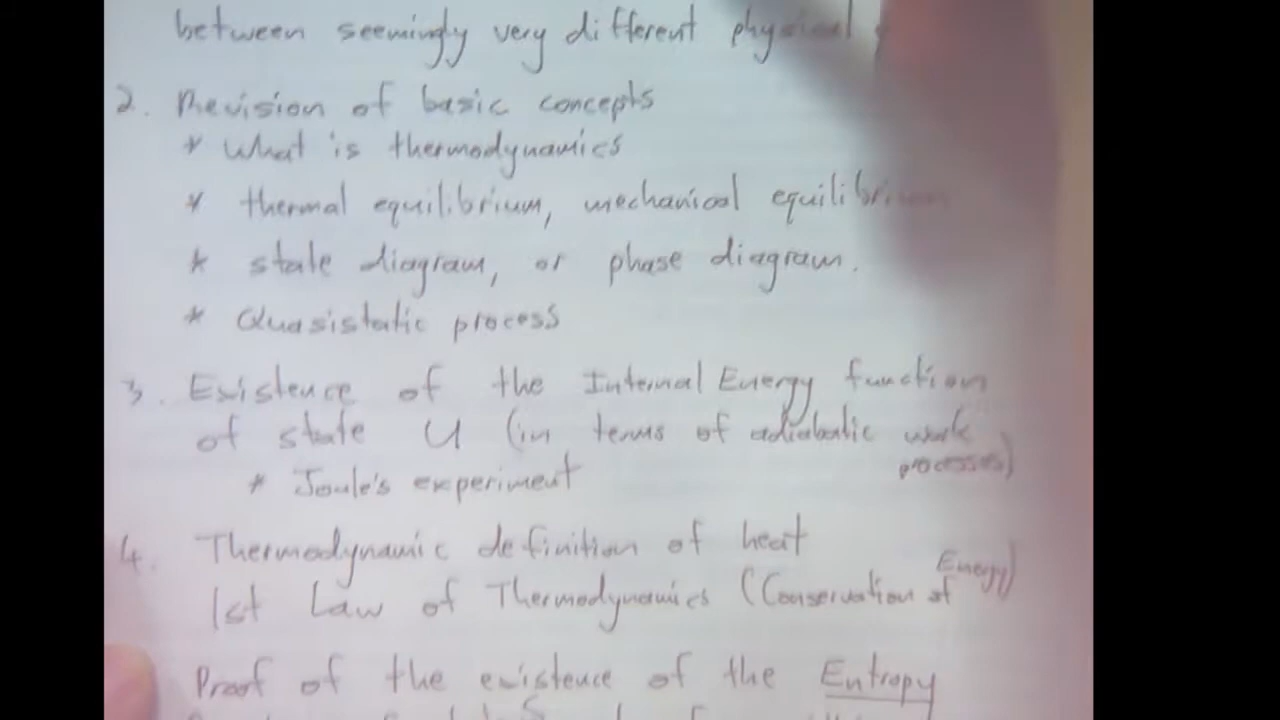 between seemingly very different physical
2. Revision of basic concepts
* What is thermodynamics
* thermal equilibrium, mechanical equilibrium
* state diagram, or phase diagram.
* Quasistatic process
3. Existence of the Internal Energy function
of state U (in terms of adiabatic work
processes)
* Joule's experiment
4. Thermodynamic definition of heat
1st Law of Thermodynamics (Conservation of
Energy)
Proof of the existence of the Entropy